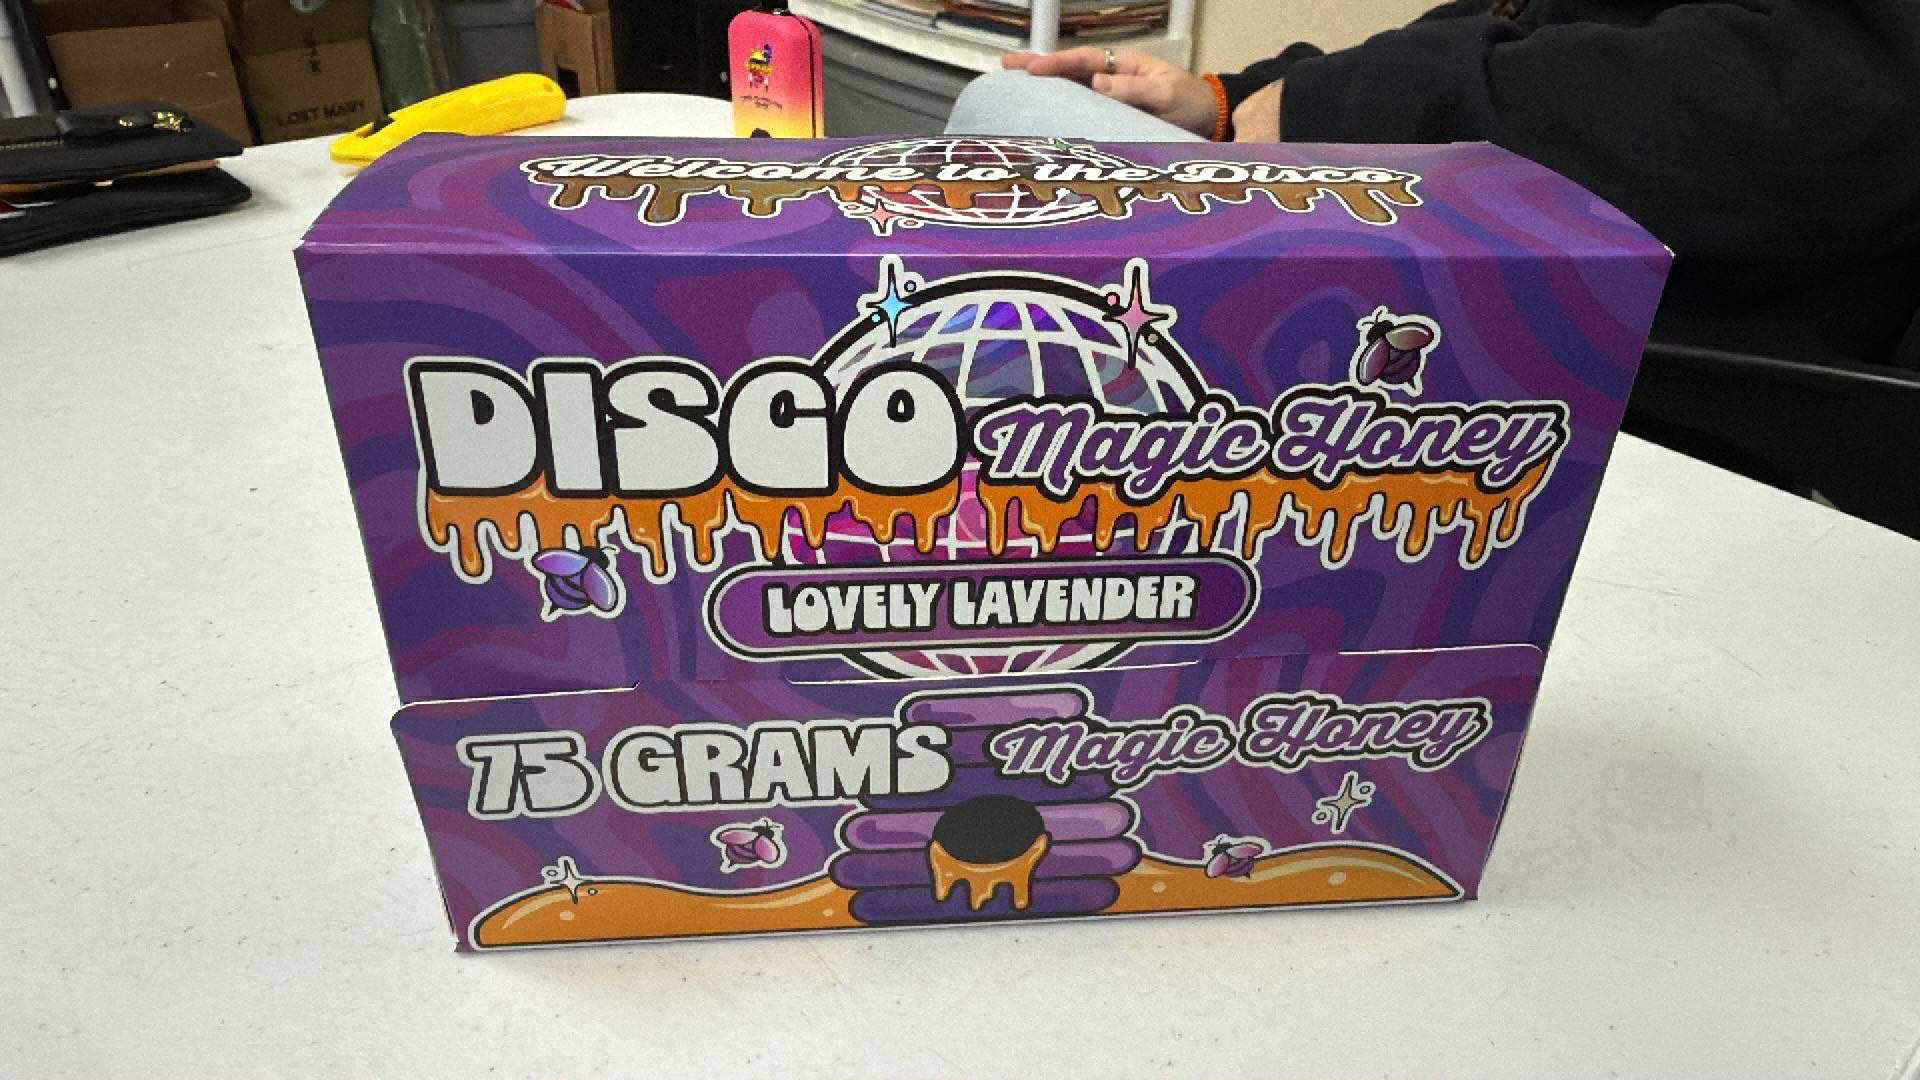 LOST MARY
Welcome to the Disco
DISCO Magic Honey
LOVELY LAVENDER
75 GRAMS Magic Honey